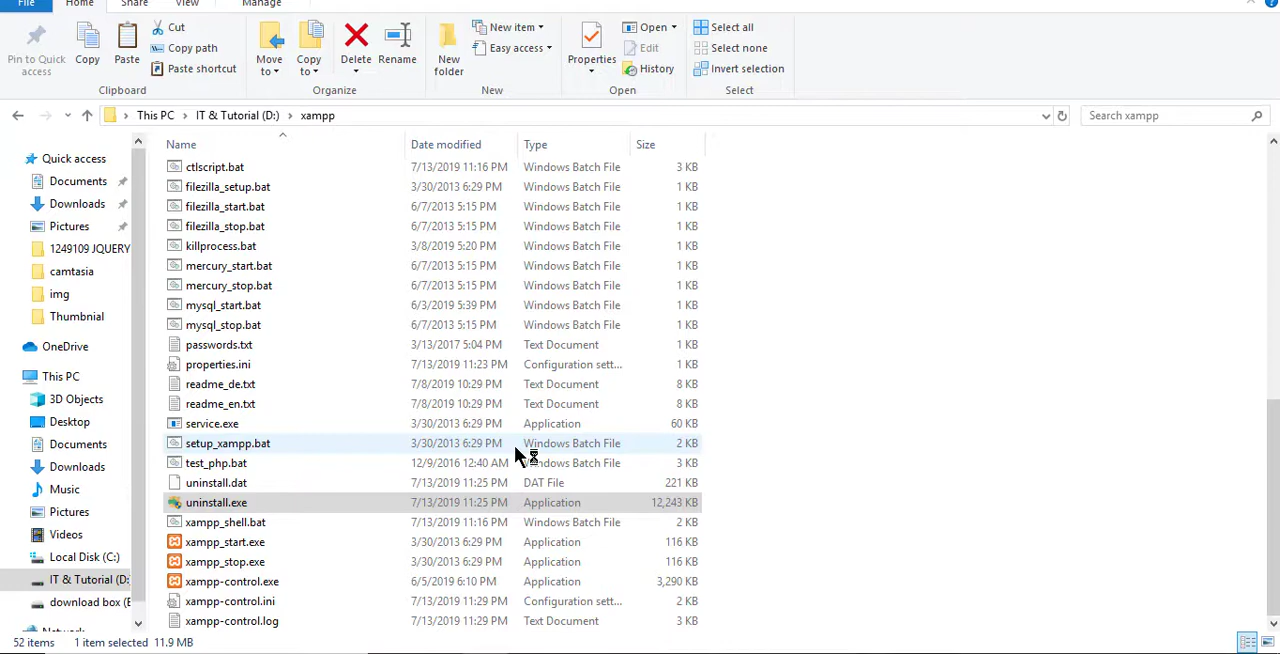 File Home Share View Manage
Pin to Quick access
Copy
Paste
Cut
Copy path
Paste shortcut
Clipboard
Move to
Copy to
Delete
Rename
Organize
New folder
New item
Easy access
New
Properties
Open
Edit
History
Open
Select all
Select none
Invert selection
Select
This PC > IT & Tutorial (D:) > xampp
Search xampp
Quick access
Documents
Downloads
Pictures
1249109 JQUERY
camtasia
img
Thumbnial
OneDrive
This PC
3D Objects
Desktop
Documents
Downloads
Music
Pictures
Videos
Local Disk (C:)
IT & Tutorial (D:
download box (E
Name Date modified Type Size
ctlscript.bat 7/13/2019 11:16 PM Windows Batch File 3 KB
filezilla_setup.bat 3/30/2013 6:29 PM Windows Batch File 1 KB
filezilla_start.bat 6/7/2013 5:15 PM Windows Batch File 1 KB
filezilla_stop.bat 6/7/2013 5:15 PM Windows Batch File 1 KB
killprocess.bat 3/8/2019 5:20 PM Windows Batch File 1 KB
mercury_start.bat 6/7/2013 5:15 PM Windows Batch File 1 KB
mercury_stop.bat 6/7/2013 5:15 PM Windows Batch File 1 KB
mysql_start.bat 6/3/2019 5:39 PM Windows Batch File 1 KB
mysql_stop.bat 6/7/2013 5:15 PM Windows Batch File 1 KB
passwords.txt 3/13/2017 5:04 PM Text Document 1 KB
properties.ini 7/13/2019 11:23 PM Configuration sett... 1 KB
readme_de.txt 7/8/2019 10:29 PM Text Document 8 KB
readme_en.txt 7/8/2019 10:29 PM Text Document 8 KB
service.exe 3/30/2013 6:29 PM Application 60 KB
setup_xampp.bat 3/30/2013 6:29 PM Windows Batch File 2 KB
test_php.bat 12/9/2016 12:40 AM Windows Batch File 3 KB
uninstall.dat 7/13/2019 11:25 PM DAT File 221 KB
uninstall.exe 7/13/2019 11:25 PM Application 12,243 KB
xampp_shell.bat 7/13/2019 11:16 PM Windows Batch File 2 KB
xampp_start.exe 3/30/2013 6:29 PM Application 116 KB
xampp_stop.exe 3/30/2013 6:29 PM Application 116 KB
xampp-control.exe 6/5/2019 6:10 PM Application 3,290 KB
xampp-control.ini 7/13/2019 11:29 PM Configuration sett... 2 KB
xampp-control.log 7/13/2019 11:29 PM Text Document 3 KB
52 items 1 item selected 11.9 MB